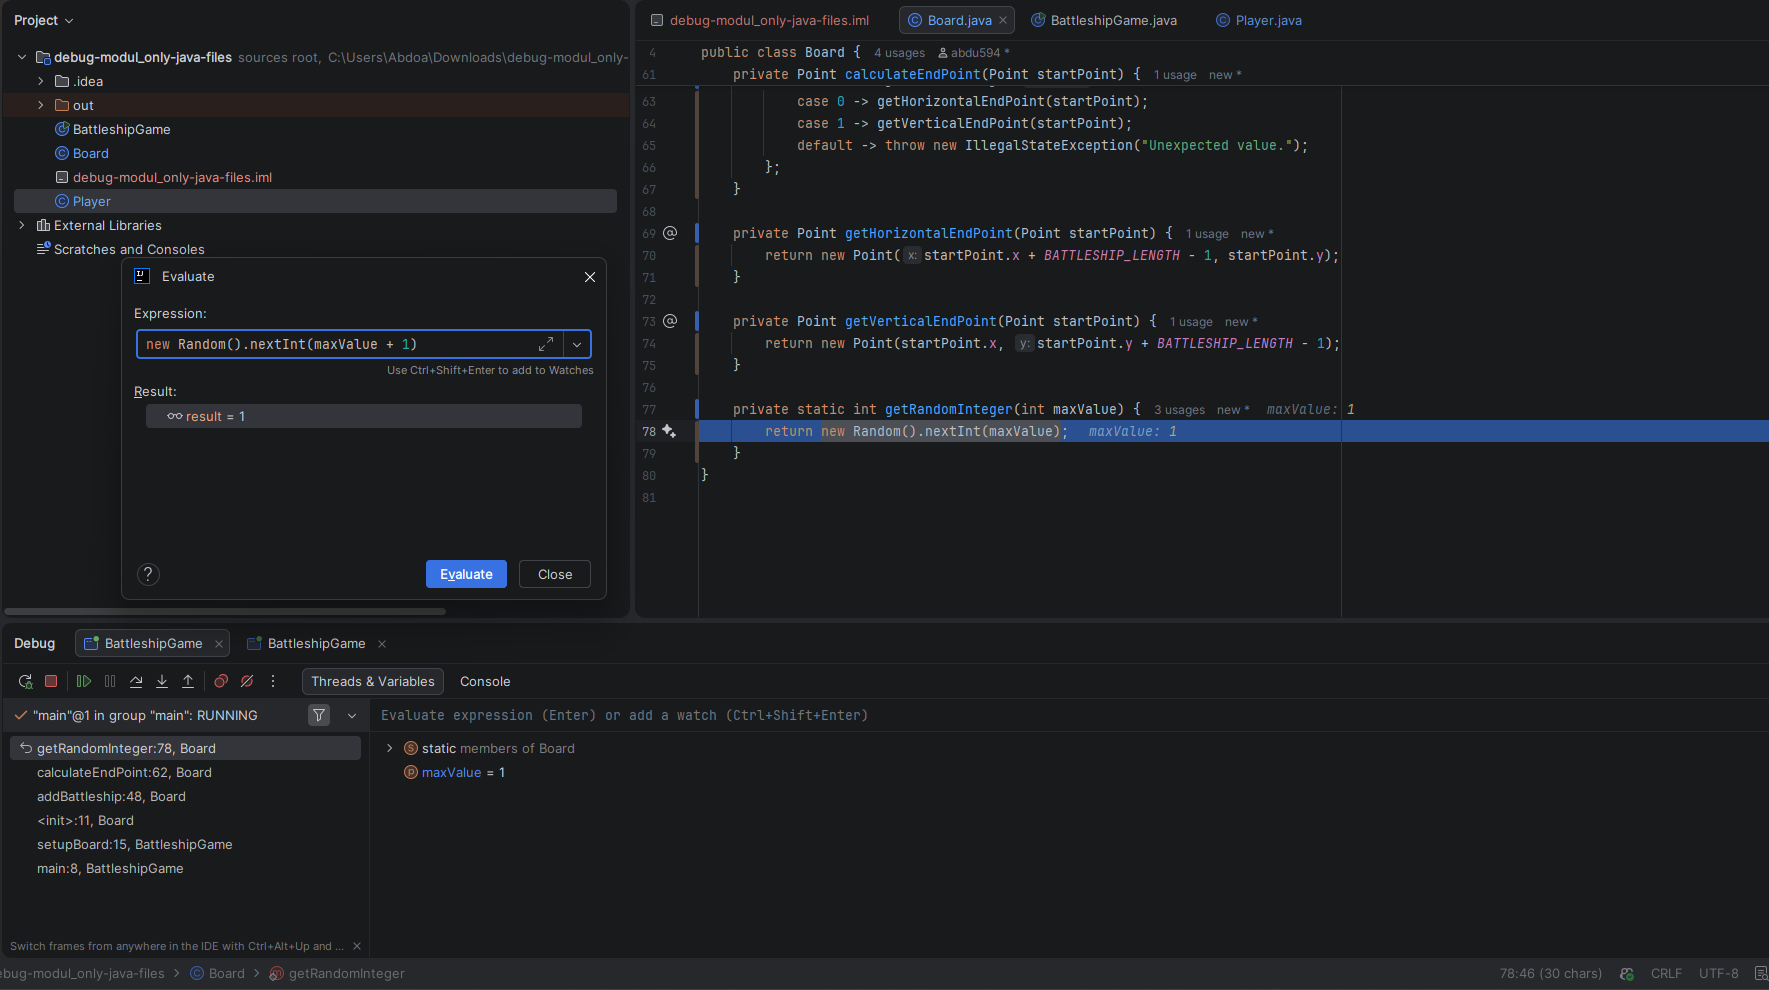 Project
debug-modul_only-java-files sources root, C:\Users\Abdoa\Downloads\debug-modul_only-
.idea
out
BattleshipGame
Board
debug-modul_only-java-files.iml
Player
External Libraries
Scratches and Consoles
Evaluate
Expression:
new Random().nextInt(maxValue + 1)
Use Ctrl+Shift+Enter to add to Watches
Result:
result = 1
?
Evaluate
Close
debug-modul_only-java-files.iml
Board.java
BattleshipGame.java
Player.java
4 public class Board { 4 usages abdu594 *
61 private Point calculateEndPoint(Point startPoint) { 1 usage new *
63 case 0 -> getHorizontalEndPoint(startPoint);
64 case 1 -> getVerticalEndPoint(startPoint);
65 default -> throw new IllegalStateException("Unexpected value.");
66 };
67 }
68
69 private Point getHorizontalEndPoint(Point startPoint) { 1 usage new *
70 return new Point( x: startPoint.x + BATTLESHIP_LENGTH - 1, startPoint.y);
71 }
72
73 private Point getVerticalEndPoint(Point startPoint) { 1 usage new *
74 return new Point(startPoint.x, y: startPoint.y + BATTLESHIP_LENGTH - 1);
75 }
76
77 private static int getRandomInteger(int maxValue) { 3 usages new * maxValue: 1
78 return new Random().nextInt(maxValue); maxValue: 1
79 }
80 }
81
Debug
BattleshipGame
BattleshipGame
Threads & Variables
Console
"main"@1 in group "main": RUNNING
getRandomInteger:78, Board
calculateEndPoint:62, Board
addBattleship:48, Board
<init>:11, Board
setupBoard:15, BattleshipGame
main:8, BattleshipGame
Switch frames from anywhere in the IDE with Ctrl+Alt+Up and ...
Evaluate expression (Enter) or add a watch (Ctrl+Shift+Enter)
static members of Board
maxValue = 1
ebug-modul_only-java-files > Board > getRandomInteger
78:46 (30 chars)
CRLF
UTF-8